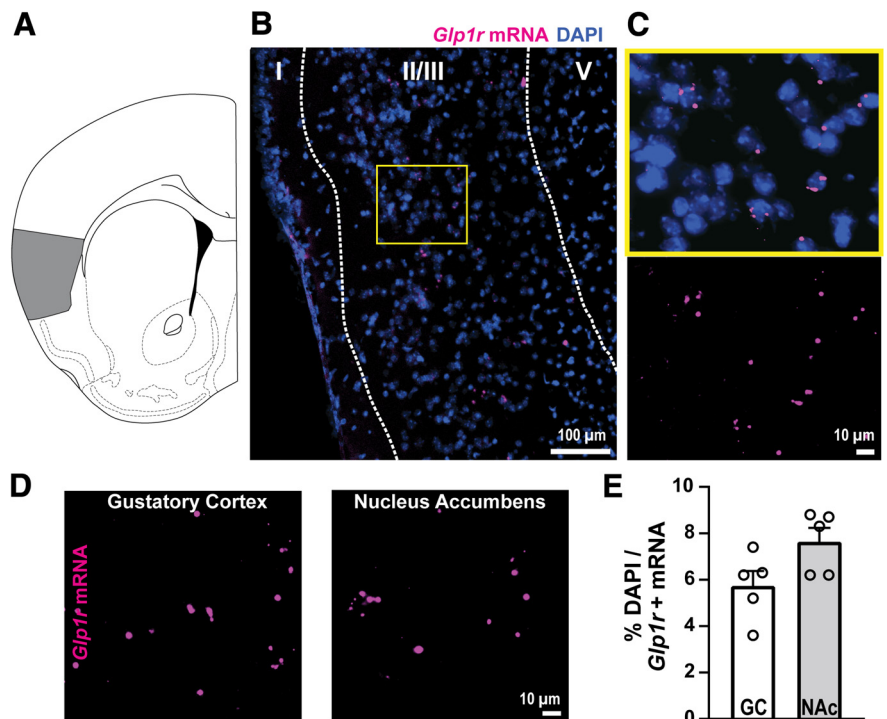 A
B
Glp1r mRNA DAPI
I
II/III
V
100 µm
C
10 µm
D
Gustatory Cortex
Glp1r mRNA
Nucleus Accumbens
10 µm
E
% DAPI /
Glp1r + mRNA
10
8
6
4
2
0
GC
NAc